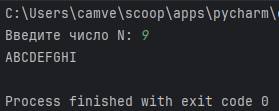 C:\Users\camve\scoop\apps\pycharm\
Введите число N: 9
ABCDEFGHI
Process finished with exit code 0